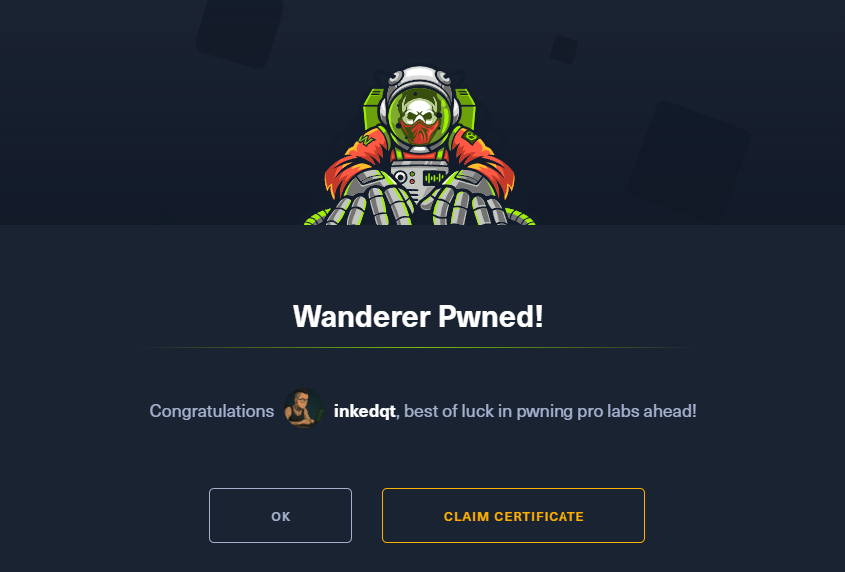 Wanderer Pwned!
Congratulations inkedqt, best of luck in pwning pro labs ahead!
OK
CLAIM CERTIFICATE